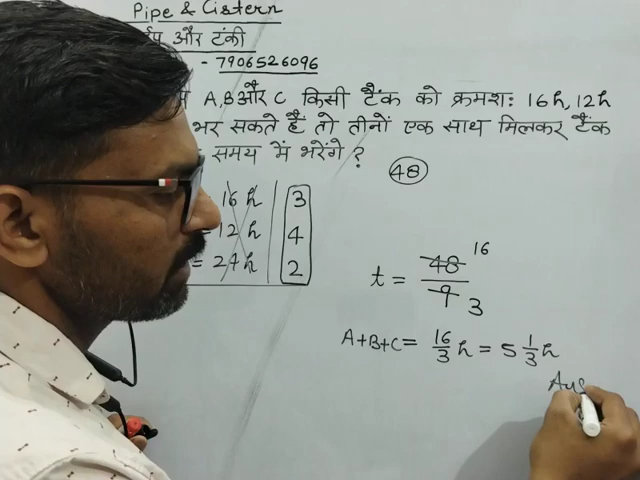 Pipe & Cistern
और टंकी
- 7906526096
A, B और C किसी टैंक को क्रमश: 16h, 12h
भर सकते हैं तो तीनों एक साथ मिलकर टैंक
समय में भरेंगे ?
48
16 h 3
= 12 h 4
= 24 h 2
t = 48/9 16 3
A+B+C = 16/3 h = 5 1/3 h
Ans